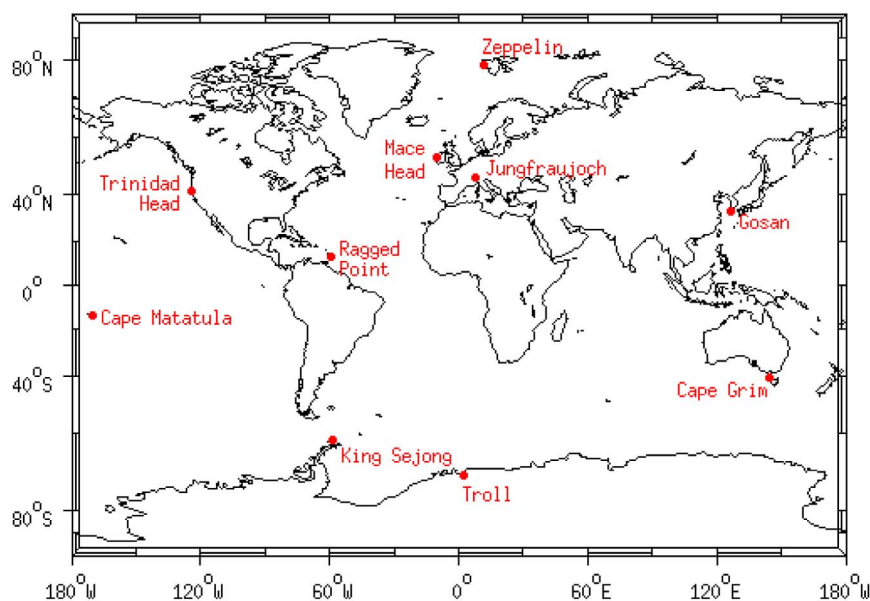 Zeppelin
80°N
Mace
Head
Jungfraujoch
Trinidad
Head
40°N
Gosan
Ragged
Point
0°
Cape Matatula
40°S
Cape Grim
King Sejong
Troll
80°S
180°W
120°W
60°W
0°
60°E
120°E
180°W